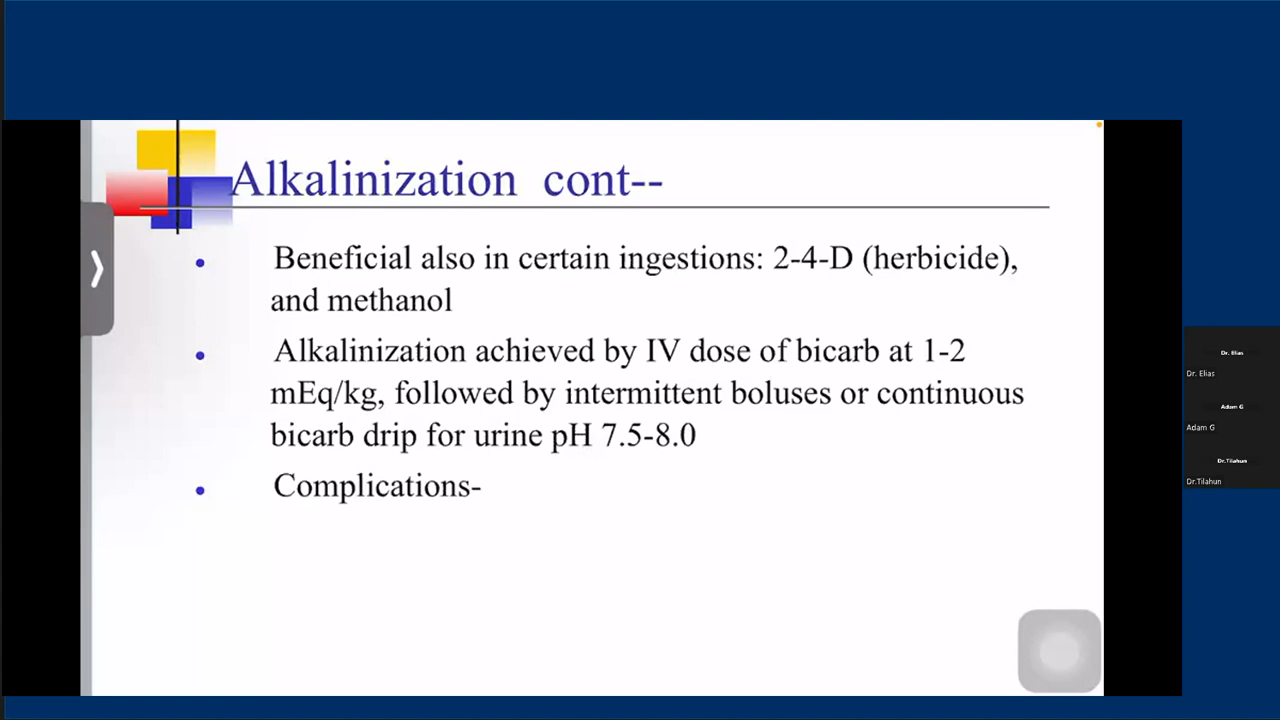 Alkalinization cont--
• Beneficial also in certain ingestions: 2-4-D (herbicide),
and methanol
• Alkalinization achieved by IV dose of bicarb at 1-2
mEq/kg, followed by intermittent boluses or continuous
bicarb drip for urine pH 7.5-8.0
• Complications-
Dr. Elias
Dr. Elias
Adam G
Adam G
Dr.Tilahun
Dr.Tilahun